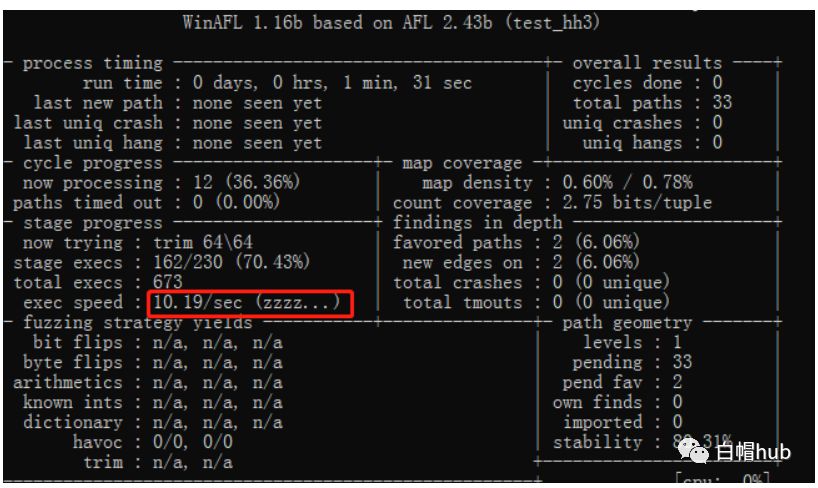 WinAFL 1.16b based on AFL 2.43b (test_hh3)
process timing overall results
run time : 0 days, 0 hrs, 1 min, 31 sec cycles done : 0
last new path : none seen yet total paths : 33
last uniq crash : none seen yet uniq crashes : 0
last uniq hang : none seen yet uniq hangs : 0
cycle progress map coverage
now processing : 12 (36.36%) map density : 0.60% / 0.78%
paths timed out : 0 (0.00%) count coverage : 2.75 bits/tuple
stage progress findings in depth
now trying : trim 64\64 favored paths : 2 (6.06%)
stage execs : 162/230 (70.43%) new edges on : 2 (6.06%)
total execs : 673 total crashes : 0 (0 unique)
exec speed : 10.19/sec (zzzz...) total tmouts : 0 (0 unique)
fuzzing strategy yields path geometry
bit flips : n/a, n/a, n/a levels : 1
byte flips : n/a, n/a, n/a pending : 33
arithmetics : n/a, n/a, n/a pend fav : 2
known ints : n/a, n/a, n/a own finds : 0
dictionary : n/a, n/a, n/a imported : 0
havoc : 0/0, 0/0 stability :
trim : n/a, n/a
白帽hub